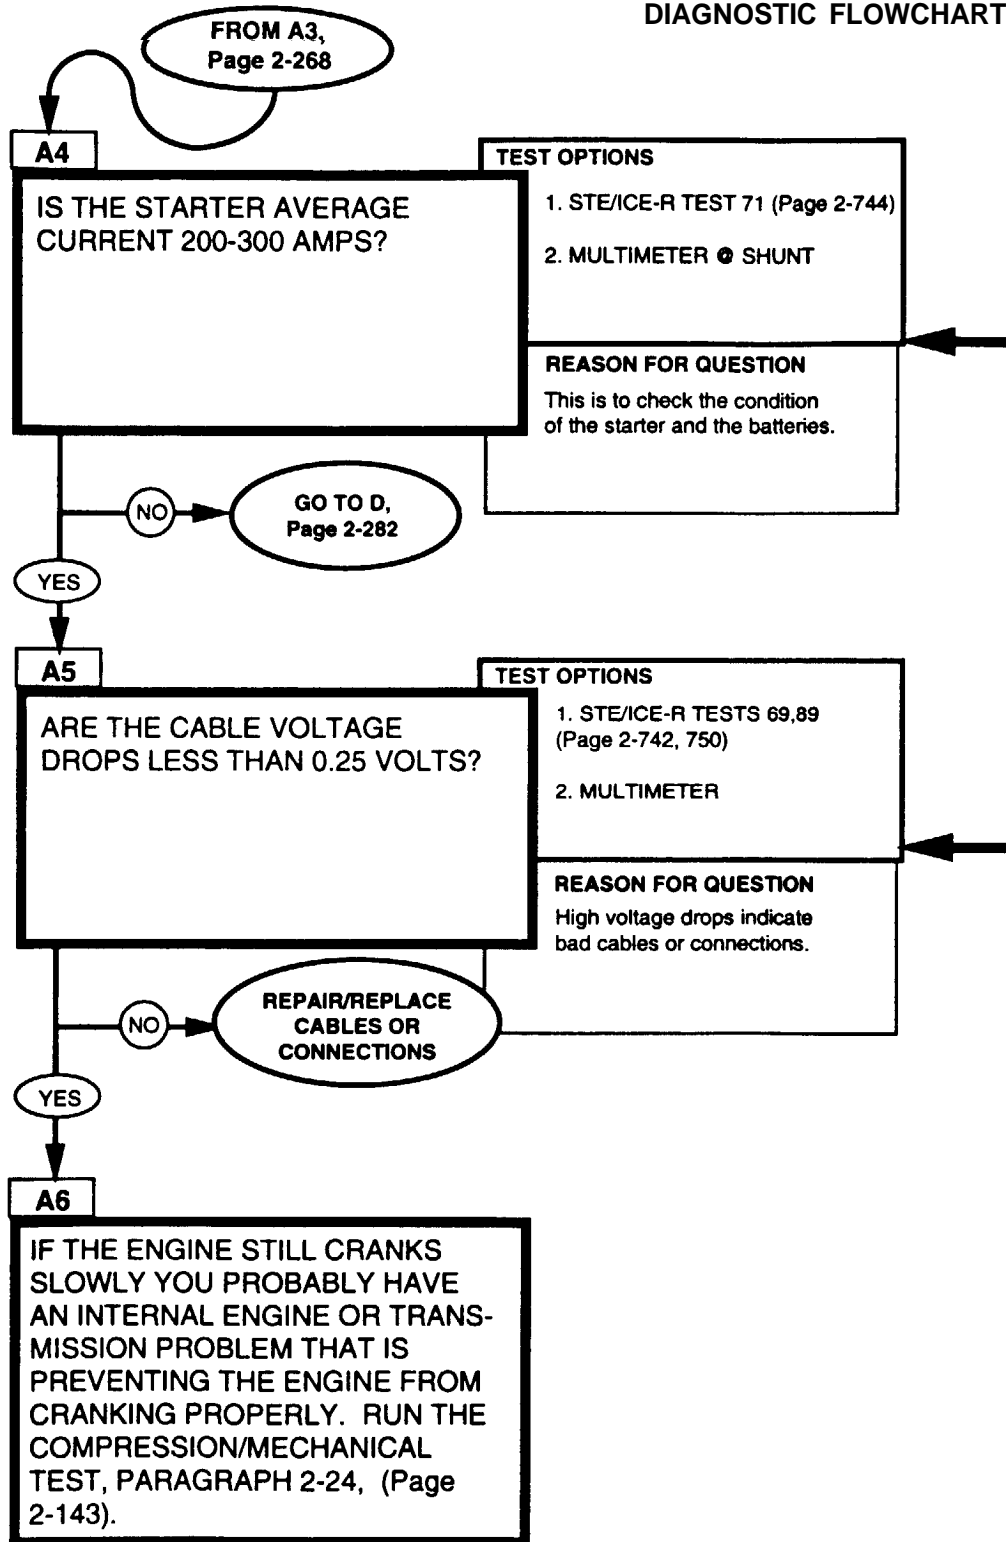 DIAGNOSTIC FLOWCHART
FROM A3,
Page 2-268
A4
IS THE STARTER AVERAGE
CURRENT 200-300 AMPS?
TEST OPTIONS
1. STE/ICE-R TEST 71 (Page 2-744)
2. MULTIMETER @ SHUNT
REASON FOR QUESTION
This is to check the condition
of the starter and the batteries.
NO
GO TO D,
Page 2-282
YES
A5
ARE THE CABLE VOLTAGE
DROPS LESS THAN 0.25 VOLTS?
TEST OPTIONS
1. STE/ICE-R TESTS 69,89
(Page 2-742, 750)
2. MULTIMETER
REASON FOR QUESTION
High voltage drops indicate
bad cables or connections.
NO
REPAIR/REPLACE
CABLES OR
CONNECTIONS
YES
A6
IF THE ENGINE STILL CRANKS
SLOWLY YOU PROBABLY HAVE
AN INTERNAL ENGINE OR TRANS-
MISSION PROBLEM THAT IS
PREVENTING THE ENGINE FROM
CRANKING PROPERLY. RUN THE
COMPRESSION/MECHANICAL
TEST, PARAGRAPH 2-24, (Page
2-143).